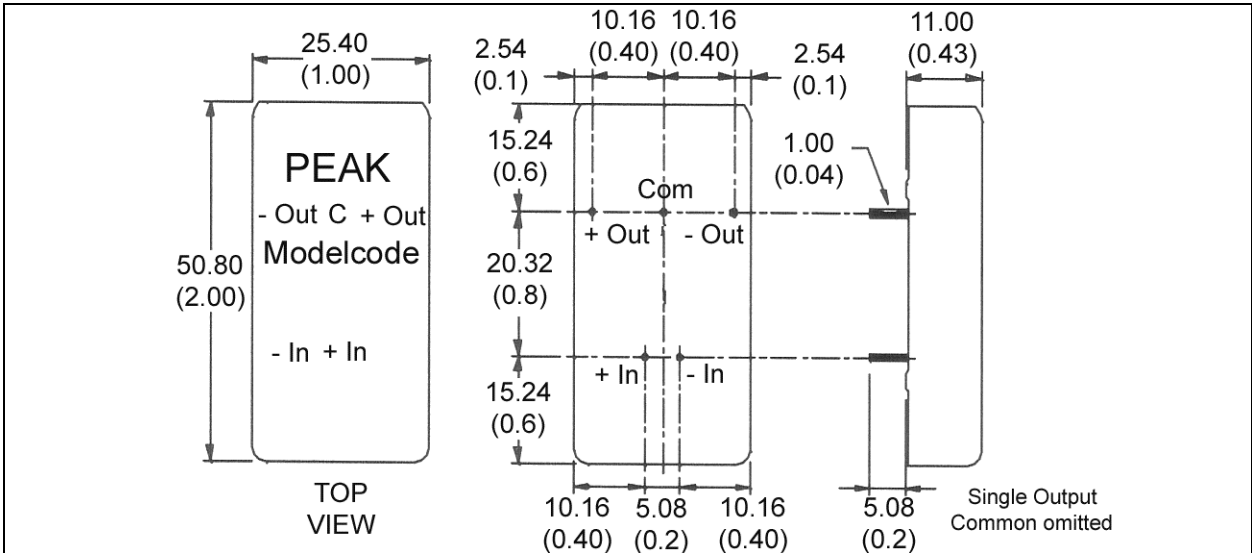 25.40
(1.00)
50.80
(2.00)
PEAK
- Out C + Out
Modelcode
- In + In
TOP
VIEW
10.16 10.16
(0.40) (0.40)
2.54
(0.1)
2.54
(0.1)
15.24
(0.6)
Com
+ Out - Out
20.32
(0.8)
+ In - In
15.24
(0.6)
10.16 5.08 10.16
(0.40) (0.2) (0.40)
11.00
(0.43)
1.00
(0.04)
5.08
(0.2)
Single Output
Common omitted